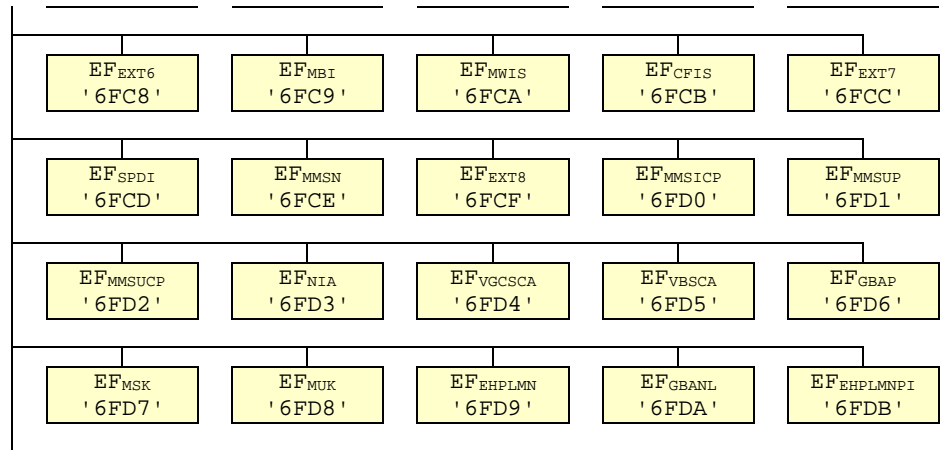 EFEXT6 EFMBI EFMWIS EFCFIS EFEXT7
'6FC8' '6FC9' '6FCA' '6FCB' '6FCC'
EFSPDI EFMMSN EFEXT8 EFMMSICP EFMMSUP
'6FCD' '6FCE' '6FCF' '6FD0' '6FD1'
EFMMSUCP EFNIA EFVGCSCA EFVBSCA EFGBAP
'6FD2' '6FD3' '6FD4' '6FD5' '6FD6'
EFMSK EFMUK EFEHPLMN EFGBANL EFEHPLMNPI
'6FD7' '6FD8' '6FD9' '6FDA' '6FDB'